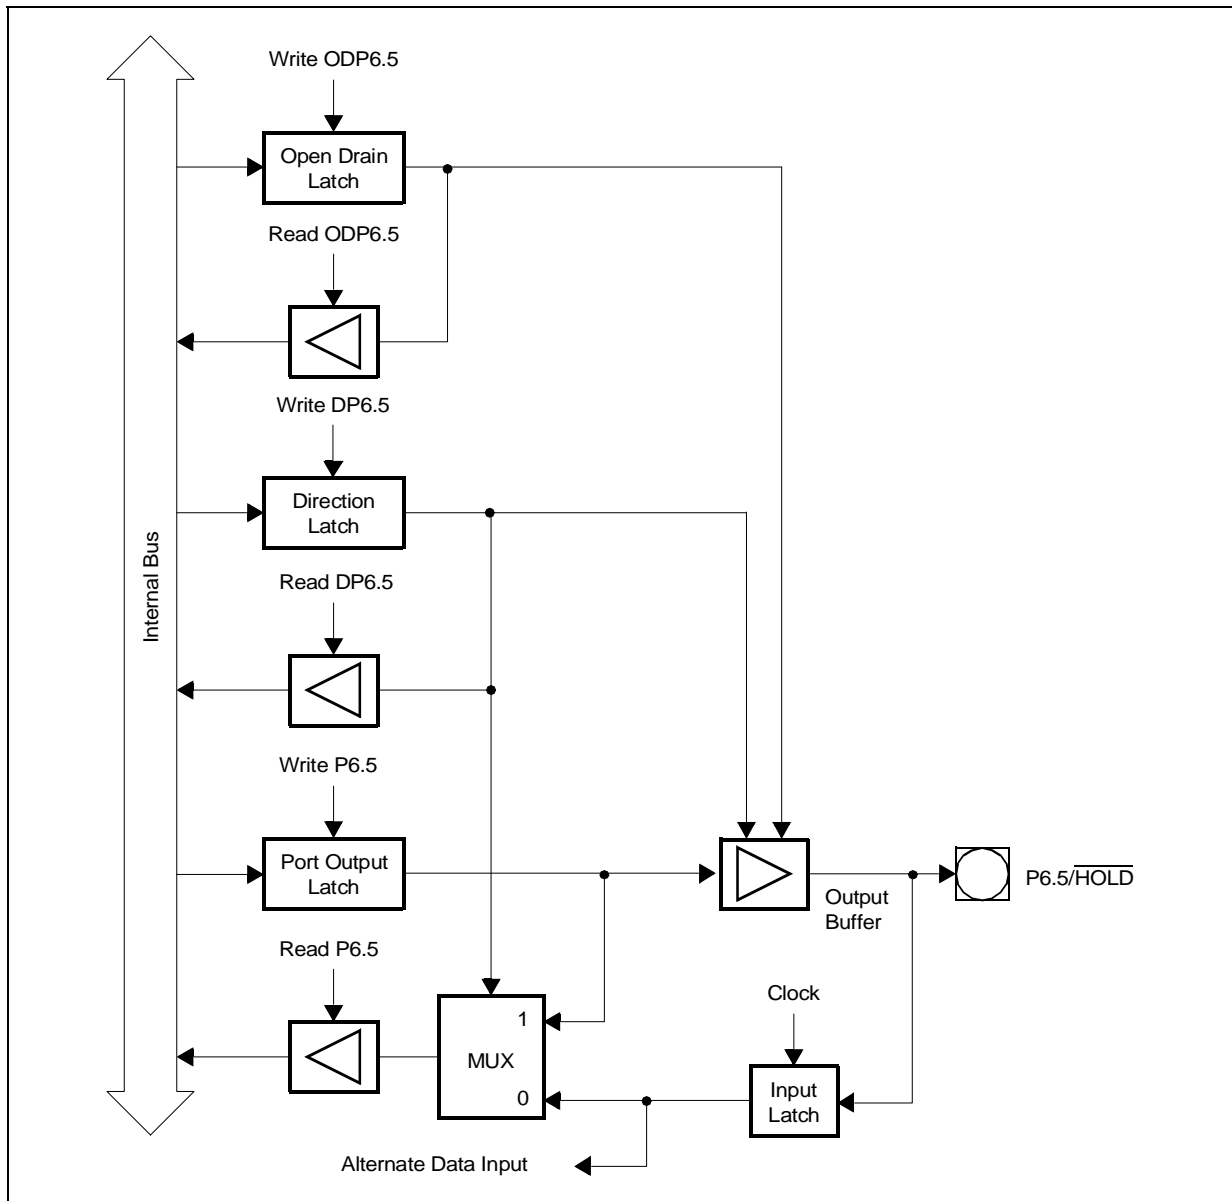 Write ODP6.5
Open Drain
Latch
Read ODP6.5
Write DP6.5
Direction
Latch
Internal Bus
Read DP6.5
Write P6.5
Port Output
Latch
Output
Buffer
P6.5/HOLD
Read P6.5
Clock
1
MUX
0
Input
Latch
Alternate Data Input